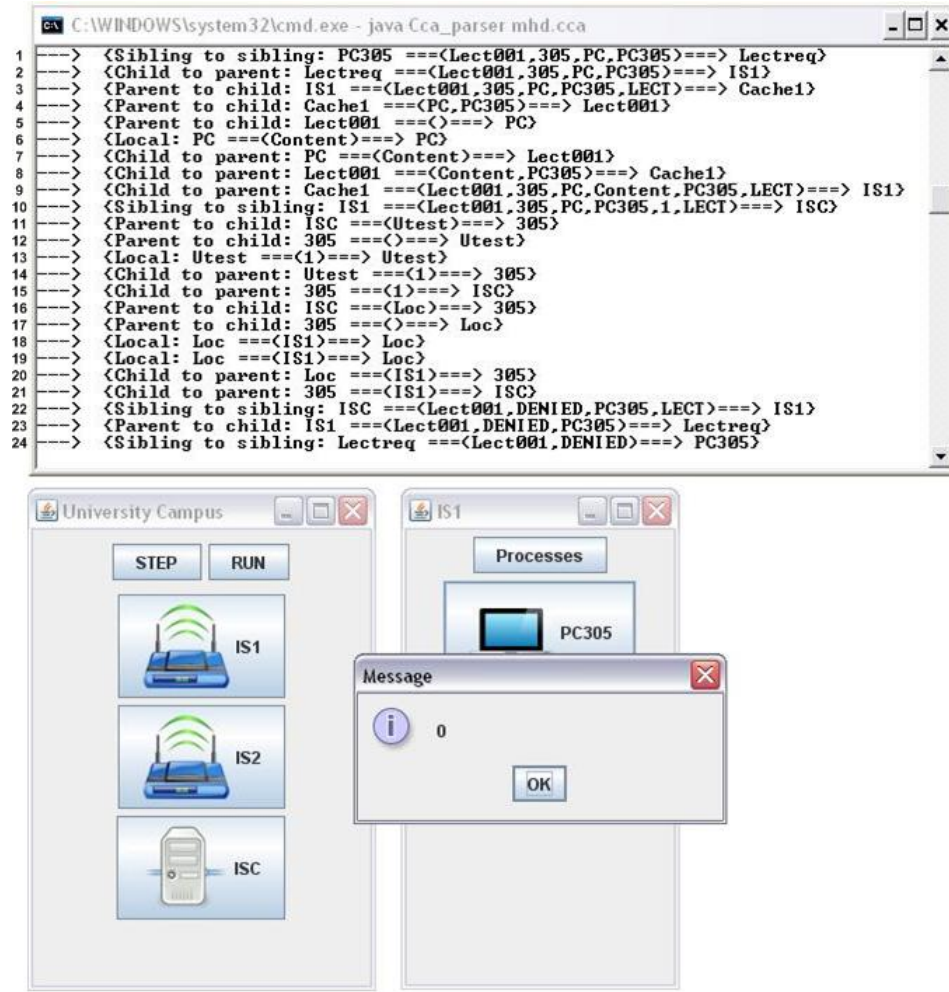 C:\WINDOWS\system32\cmd.exe - java Cca_parser mhd.cca
1 ---> {Sibling to sibling: PC305 ===(Lect001,305,PC,PC305)===> Lectreq}
2 ---> {Child to parent: Lectreq ===(Lect001,305,PC,PC305)===> IS1}
3 ---> {Parent to child: IS1 ===(Lect001,305,PC,PC305,LECT)===> Cache1}
4 ---> {Parent to child: Cache1 ===(PC,PC305)===> Lect001}
5 ---> {Parent to child: Lect001 ===()===> PC}
6 ---> {Local: PC ===(Content)===> PC}
7 ---> {Child to parent: PC ===(Content)===> Lect001}
8 ---> {Child to parent: Lect001 ===(Content,PC305)===> Cache1}
9 ---> {Child to parent: Cache1 ===(Lect001,305,PC,Content,PC305,LECT)===> IS1}
10 ---> {Sibling to sibling: IS1 ===(Lect001,305,PC,PC305,1,LECT)===> ISC}
11 ---> {Parent to child: ISC ===(Utest)===> 305}
12 ---> {Parent to child: 305 ===()===> Utest}
13 ---> {Local: Utest ===(1)===> Utest}
14 ---> {Child to parent: Utest ===(1)===> 305}
15 ---> {Child to parent: 305 ===(1)===> ISC}
16 ---> {Parent to child: ISC ===(Loc)===> 305}
17 ---> {Parent to child: 305 ===()===> Loc}
18 ---> {Local: Loc ===(IS1)===> Loc}
19 ---> {Local: Loc ===(IS1)===> Loc}
20 ---> {Child to parent: Loc ===(IS1)===> 305}
21 ---> {Child to parent: 305 ===(IS1)===> ISC}
22 ---> {Sibling to sibling: ISC ===(Lect001,DENIED,PC305,LECT)===> IS1}
23 ---> {Parent to child: IS1 ===(Lect001,DENIED,PC305)===> Lectreq}
24 ---> {Sibling to sibling: Lectreq ===(Lect001,DENIED)===> PC305}
University Campus
STEP RUN
IS1
IS2
ISC
IS1
Processes
PC305
Message
0
OK